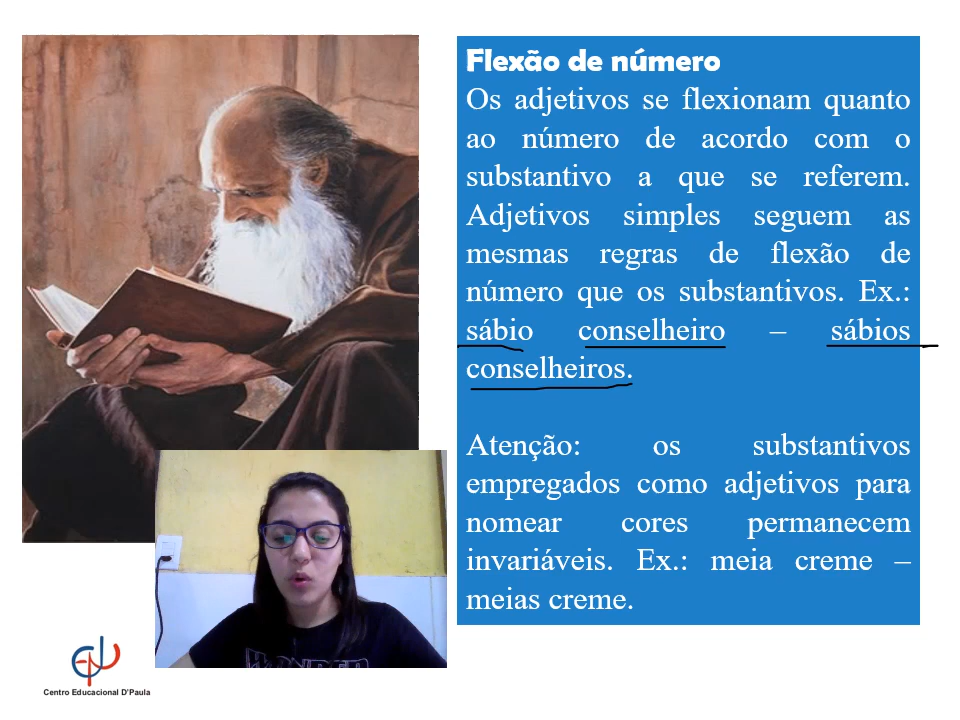 Flexão de número
Os adjetivos se flexionam quanto
ao número de acordo com o
substantivo a que se referem.
Adjetivos simples seguem as
mesmas regras de flexão de
número que os substantivos. Ex.:
sábio conselheiro – sábios
conselheiros.
Atenção: os substantivos
empregados como adjetivos para
nomear cores permanecem
invariáveis. Ex.: meia creme –
meias creme.
Centro Educacional D'Paula